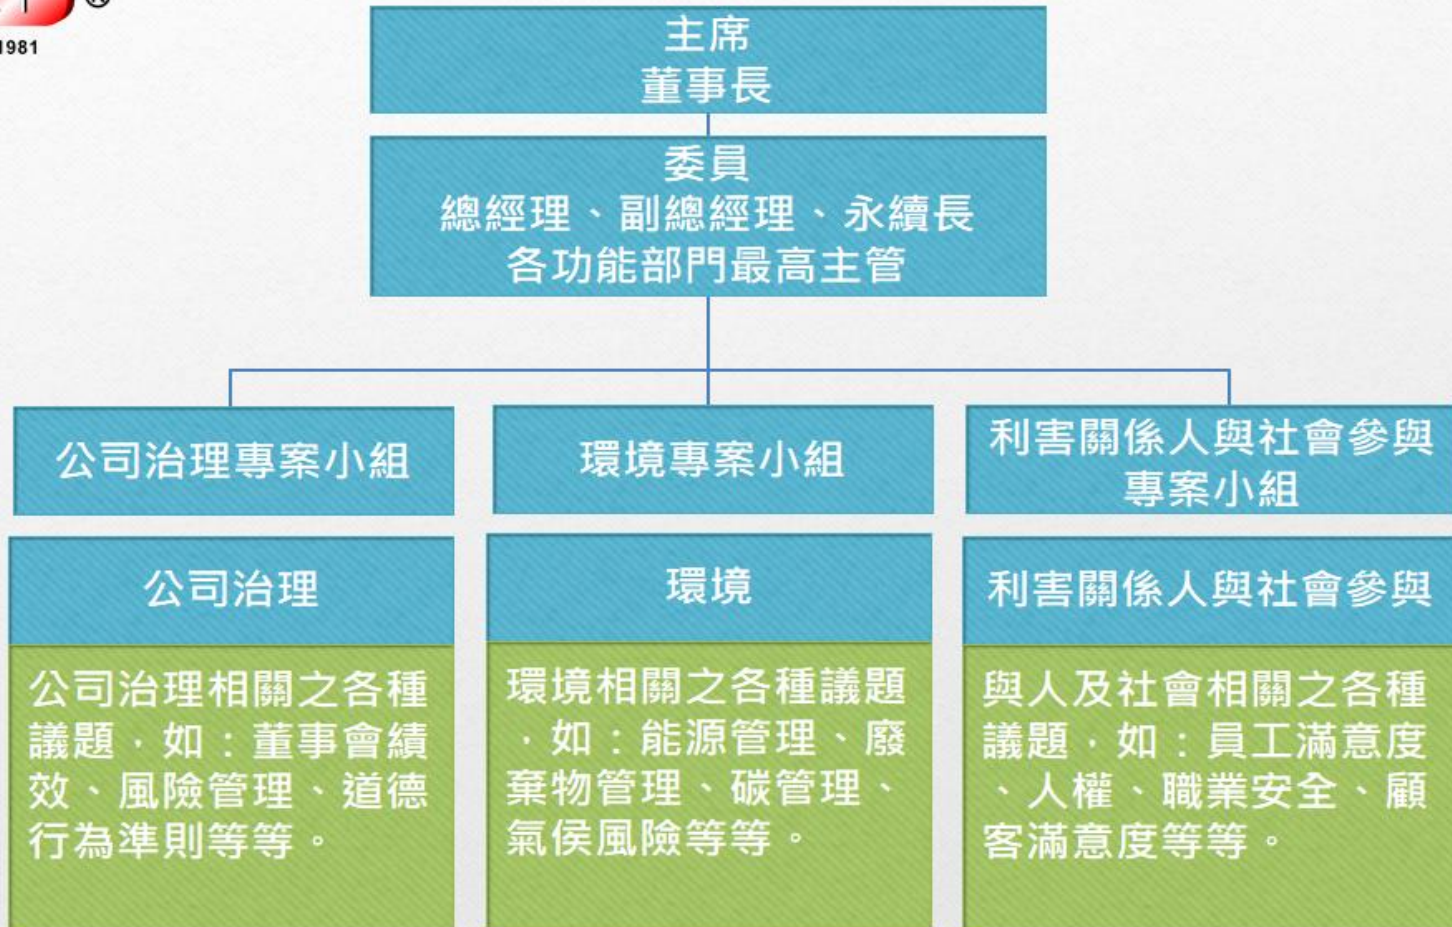 ®
1981
主席
董事長
委員
總經理、副總經理、永續長
各功能部門最高主管
公司治理專案小組
環境專案小組
利害關係人與社會參與
專案小組
公司治理
公司治理相關之各種
議題，如：董事會績
效、風險管理、道德
行為準則等等。
環境
環境相關之各種議題
，如：能源管理、廢
棄物管理、碳管理、
氣侯風險等等。
利害關係人與社會參與
與人及社會相關之各種
議題，如：員工滿意度
、人權、職業安全、顧
客滿意度等等。